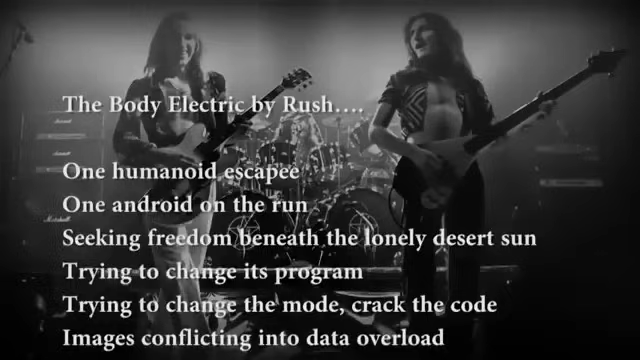 The Body Electric by Rush….
One humanoid escapee
One android on the run
Seeking freedom beneath the lonely desert sun
Trying to change its program
Trying to change the mode, crack the code
Images conflicting into data overload
Marshall